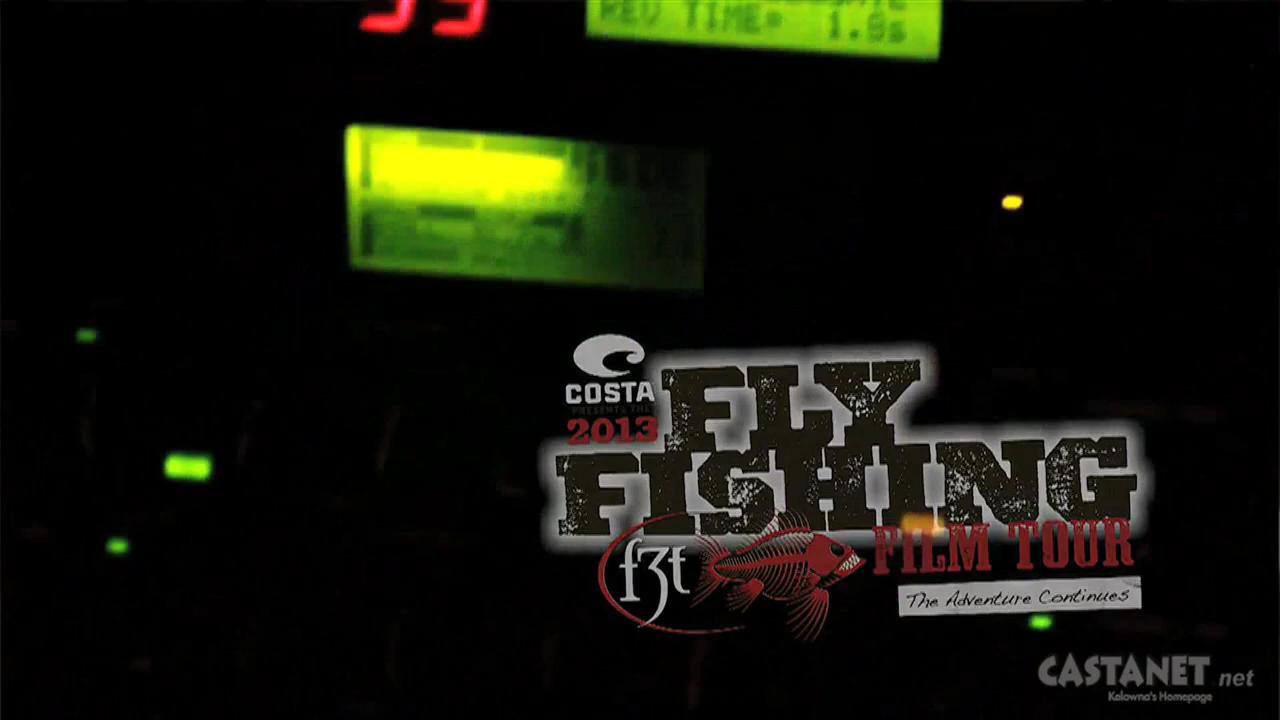 REV TIME= 1.8s
COSTA
PRESENTS THE
2013
FLY
FISHING
f3t
FILM TOUR
The Adventure Continues
CASTANET.net
Kelowna's Homepage